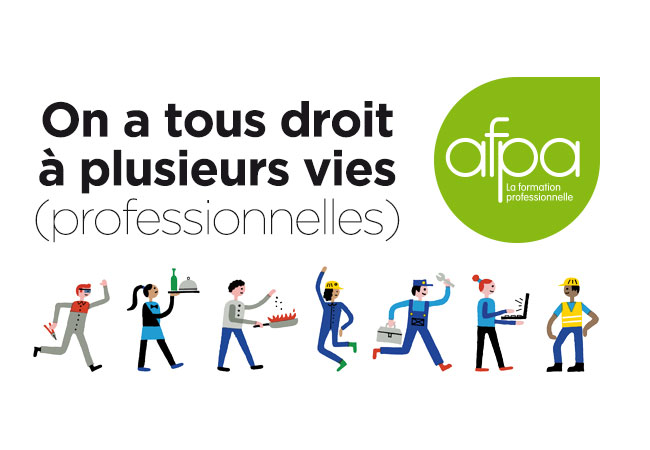 On a tous droit
à plusieurs vies
(professionnelles)
afpa
La formation
professionnelle